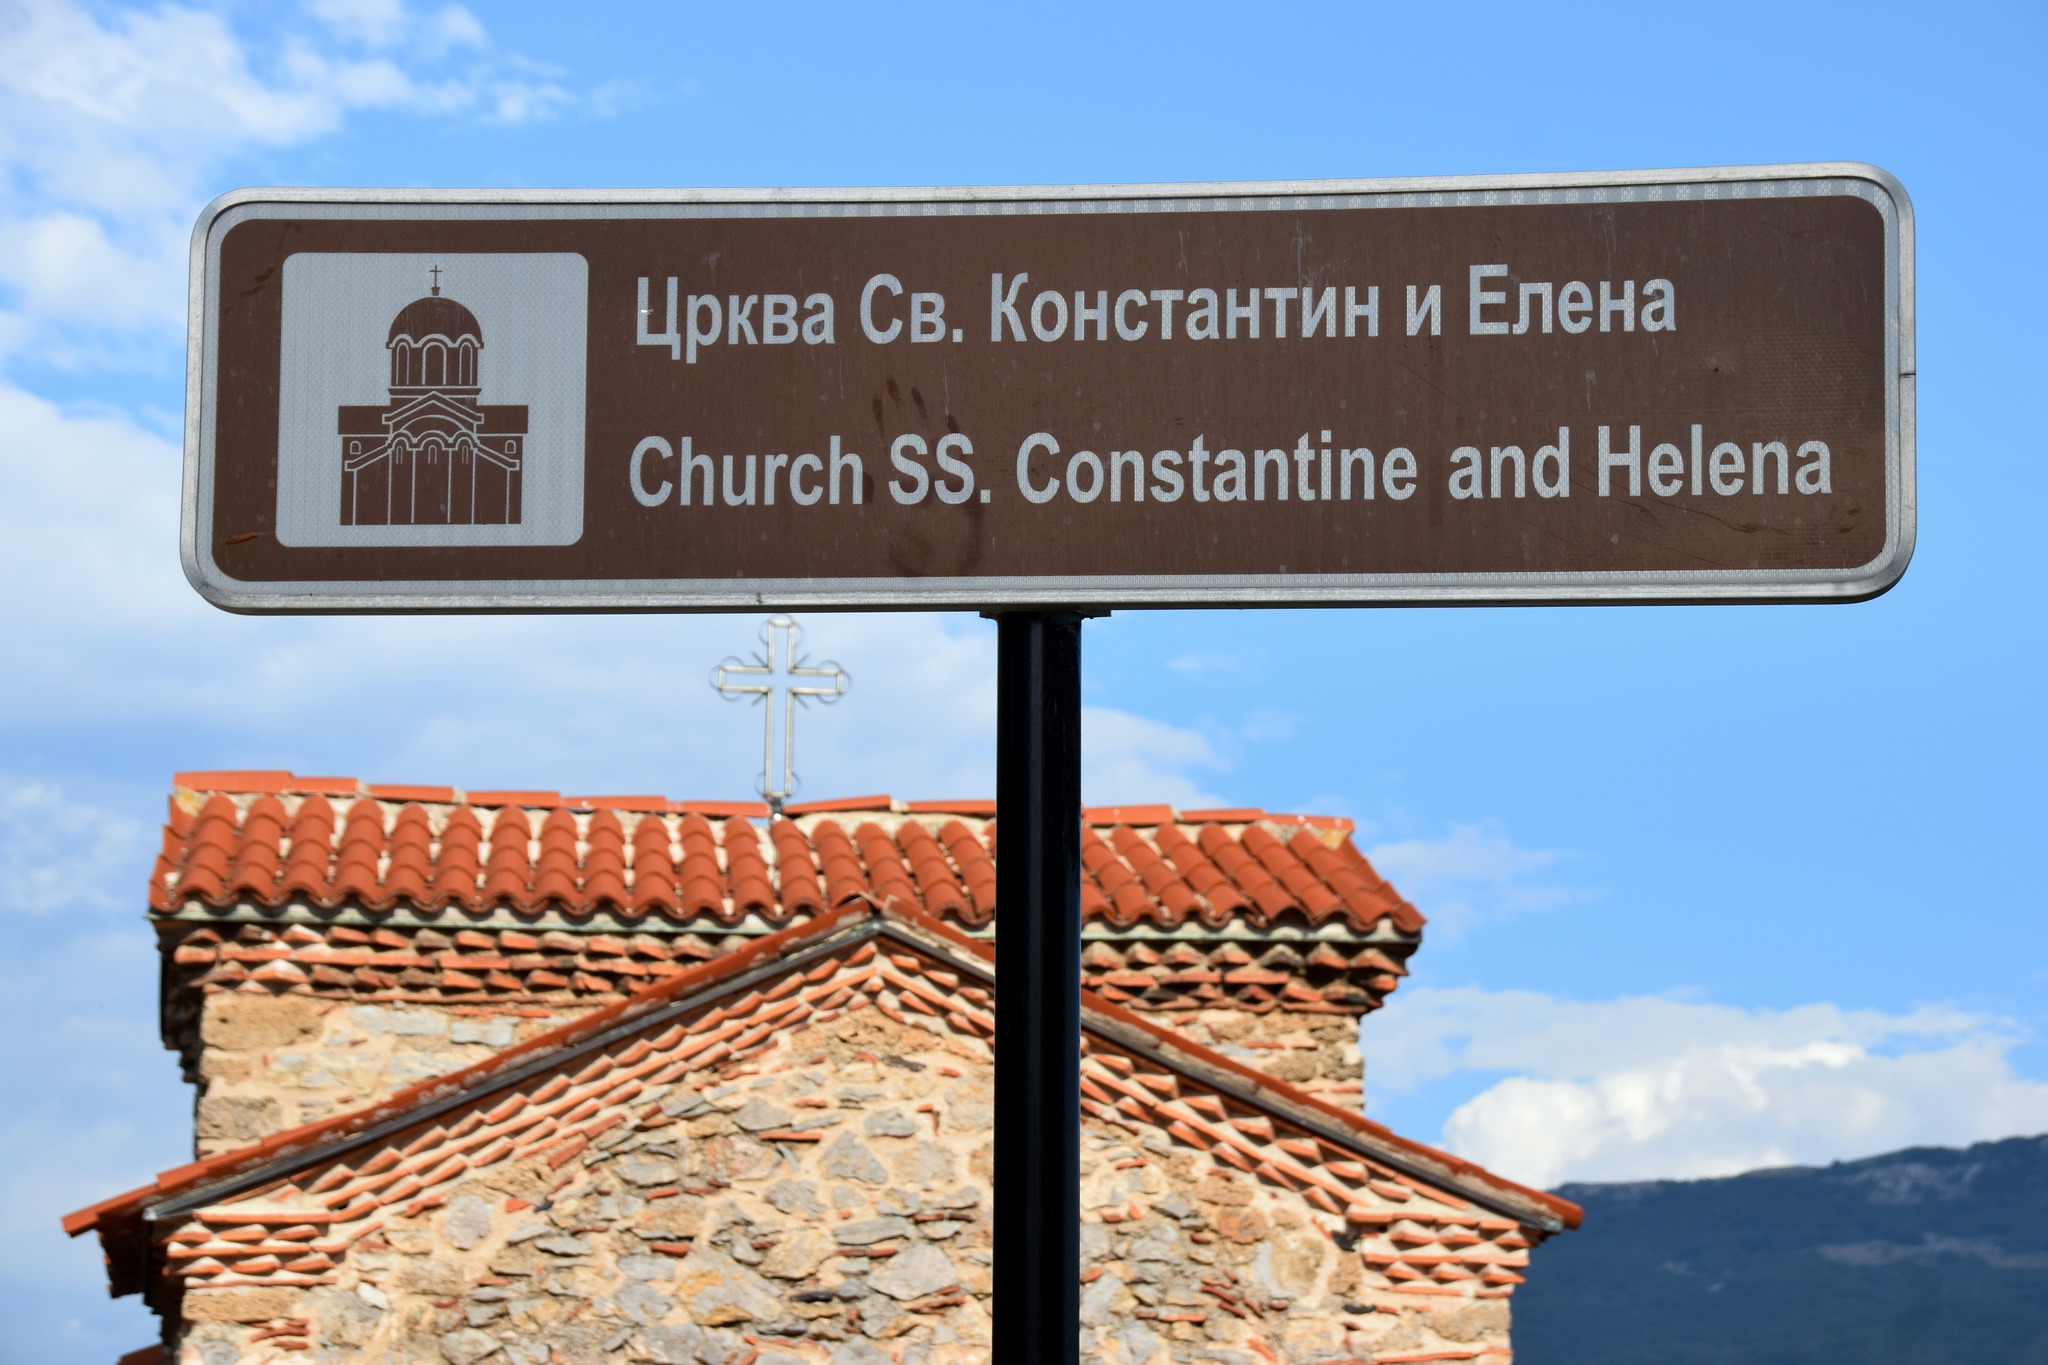 Црква Св. Константин и Елена
Church SS. Constantine and Helena